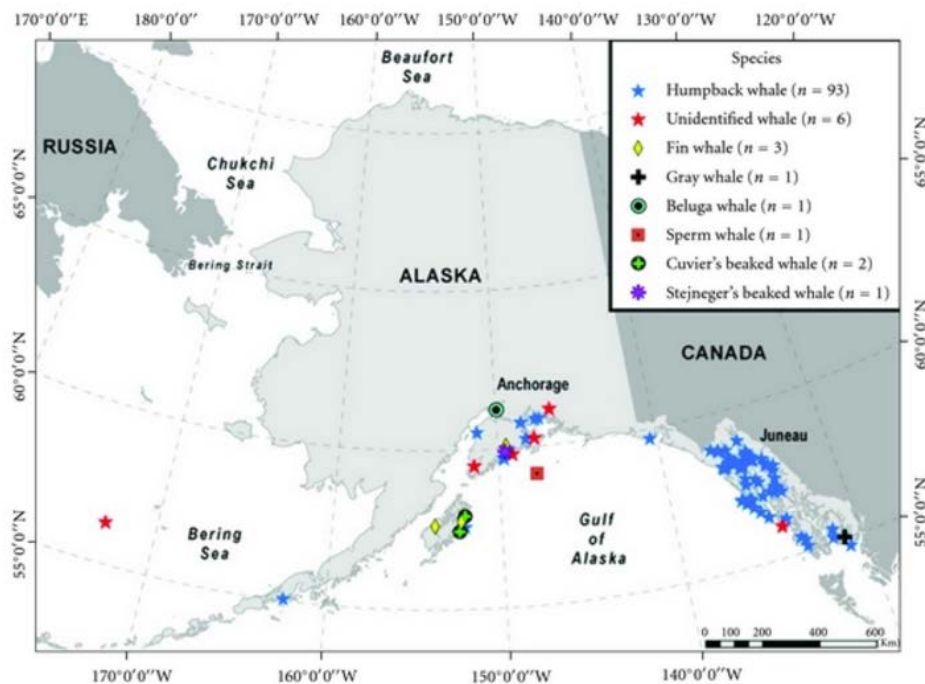 170°0'0"E
180°0'0"
170°0'0"W
160°0'0"W
150°0'0"W
140°0'0"W
130°0'0"W
120°0'0"W
Beaufort
Sea
RUSSIA
Chukchi
Sea
Bering Strait
ALASKA
CANADA
Anchorage
Juneau
Bering
Sea
Gulf
of
Alaska
Species
Humpback whale (n = 93)
Unidentified whale (n = 6)
Fin whale (n = 3)
Gray whale (n = 1)
Beluga whale (n = 1)
Sperm whale (n = 1)
Cuvier's beaked whale (n = 2)
Stejneger's beaked whale (n = 1)
65°0'0"N
60°0'0"N
55°0'0"N
65°0'0"N
60°0'0"N
55°0'0"N
0 100 200 400 600
Km
170°0'0"W
160°0'0"W
150°0'0"W
140°0'0"W